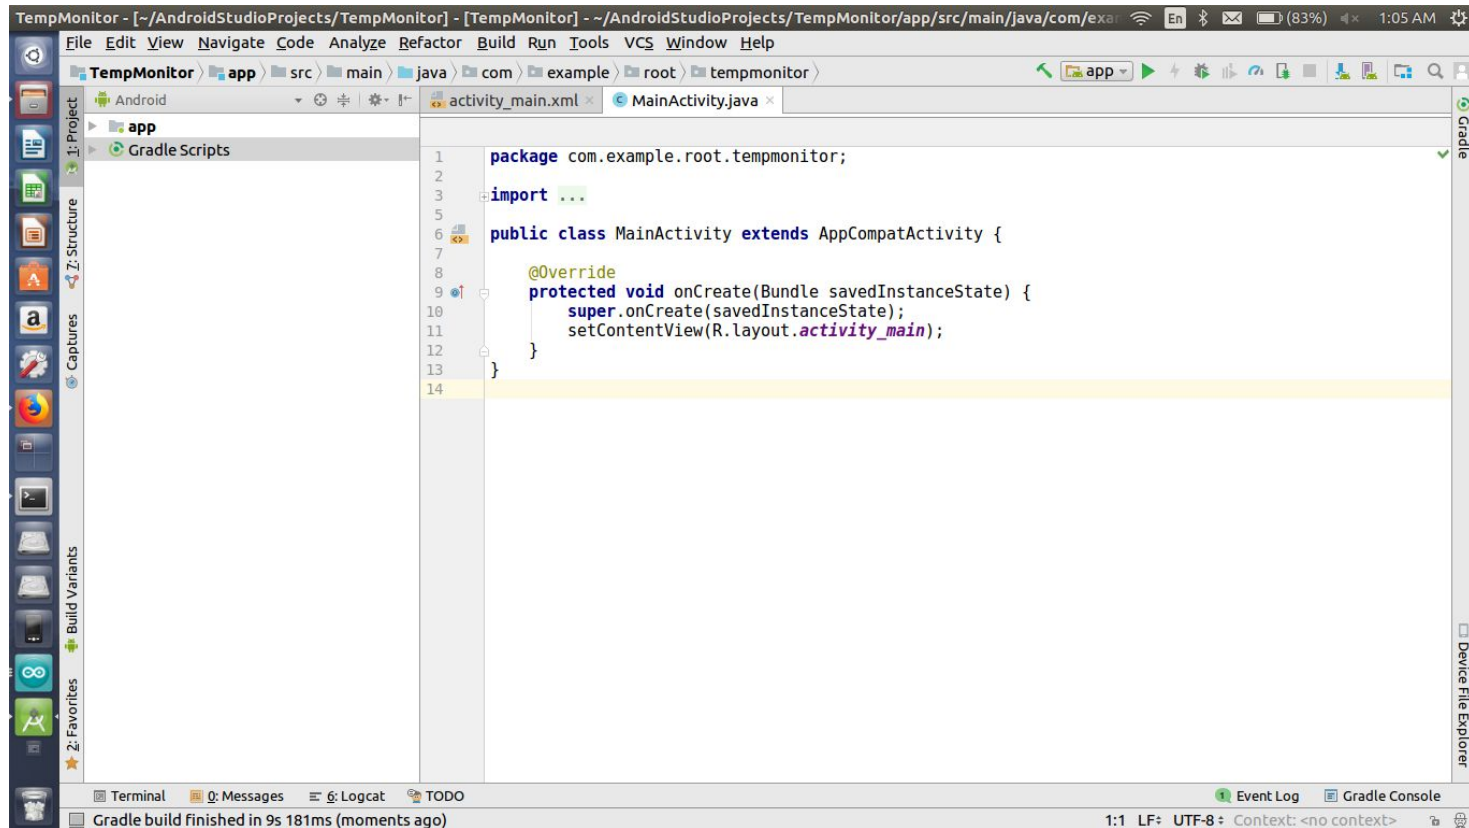 TempMonitor - [~/AndroidStudioProjects/TempMonitor] - [TempMonitor] - ~/AndroidStudioProjects/TempMonitor/app/src/main/java/com/exar En (83%) 1:05 AM
File Edit View Navigate Code Analyze Refactor Build Run Tools VCS Window Help
TempMonitor app src main java com example root tempmonitor app
Android activity_main.xml MainActivity.java
app
Gradle Scripts
1: Project
Z: Structure
Captures
Build Variants
2: Favorites
1 package com.example.root.tempmonitor;
2
3 import ...
5
6 public class MainActivity extends AppCompatActivity {
7
8 @Override
9 protected void onCreate(Bundle savedInstanceState) {
10 super.onCreate(savedInstanceState);
11 setContentView(R.layout.activity_main);
12 }
13 }
14
Gradle
Device File Explorer
Terminal 0: Messages 6: Logcat TODO 1 Event Log Gradle Console
Gradle build finished in 9s 181ms (moments ago) 1:1 LF UTF-8 Context: <no context>